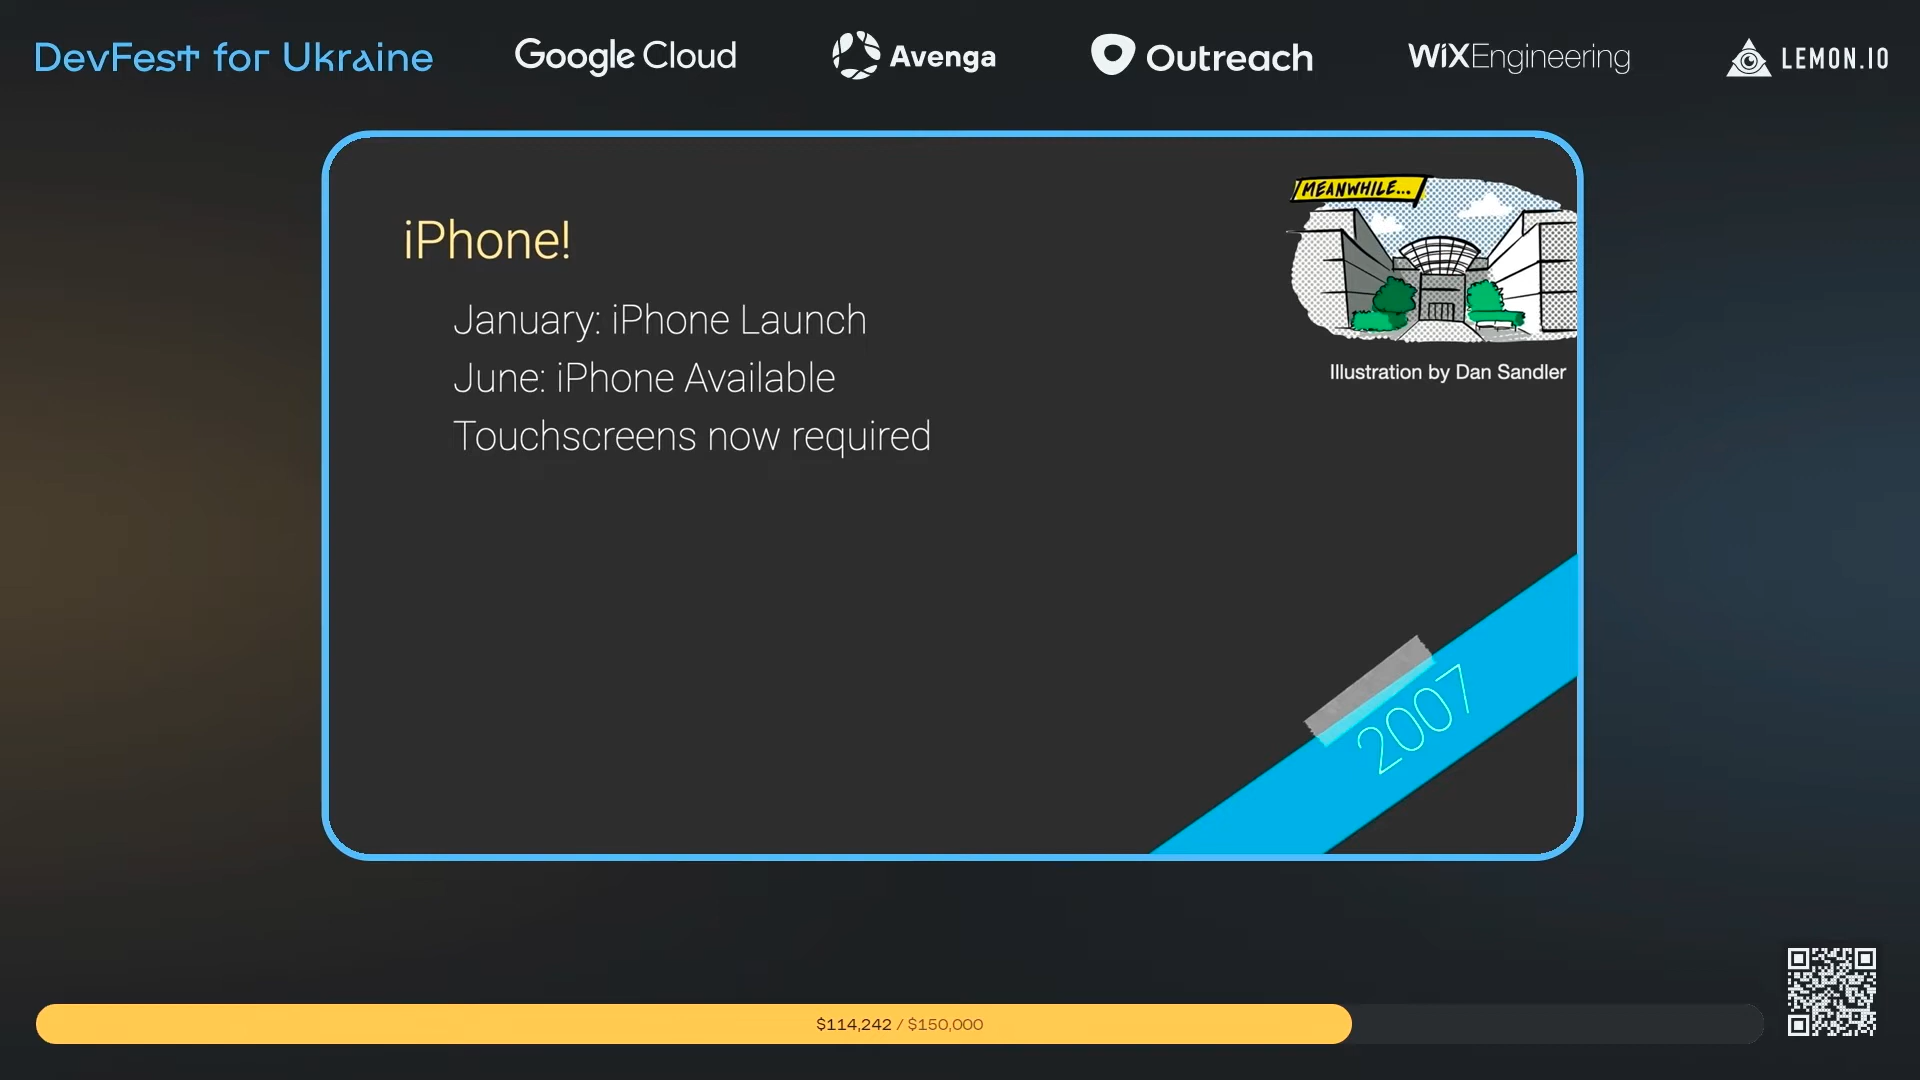 DevFest for Ukraine
Google Cloud
Avenga
Outreach
WiXEngineering
LEMON.IO
MEANWHILE...
iPhone!
January: iPhone Launch
June: iPhone Available
Touchscreens now required
Illustration by Dan Sandler
2007
$114,242 / $150,000